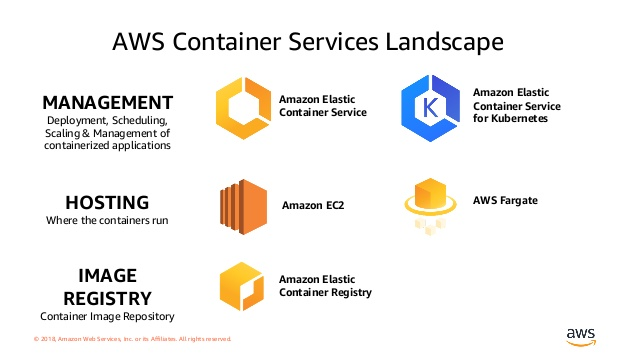 AWS Container Services Landscape
MANAGEMENT
Deployment, Scheduling,
Scaling & Management of
containerized applications
Amazon Elastic
Container Service
K
Amazon Elastic
Container Service
for Kubernetes
HOSTING
Where the containers run
Amazon EC2
AWS Fargate
IMAGE
REGISTRY
Container Image Repository
Amazon Elastic
Container Registry
© 2018, Amazon Web Services, Inc. or its Affiliates. All rights reserved.
aws